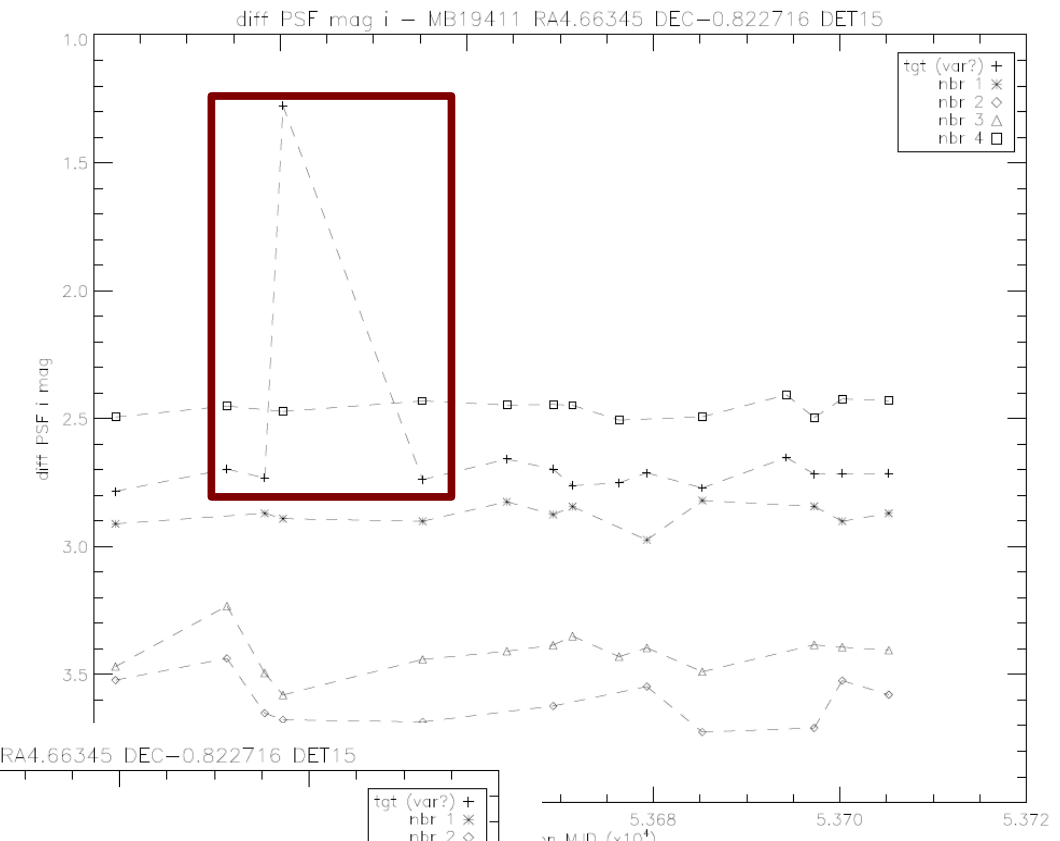 diff PSF mag i – MB19411 RA4.66345 DEC–0.822716 DET15
1.0
1.5
2.0
2.5
3.0
3.5
diff PSF i mag
tgt (var?)
nbr 1
nbr 2
nbr 3
nbr 4
RA4.66345 DEC–0.822716 DET15
tgt (var?)
nbr 1
nbr 2
5.368
5.370
5.372
MJD (x10⁴)